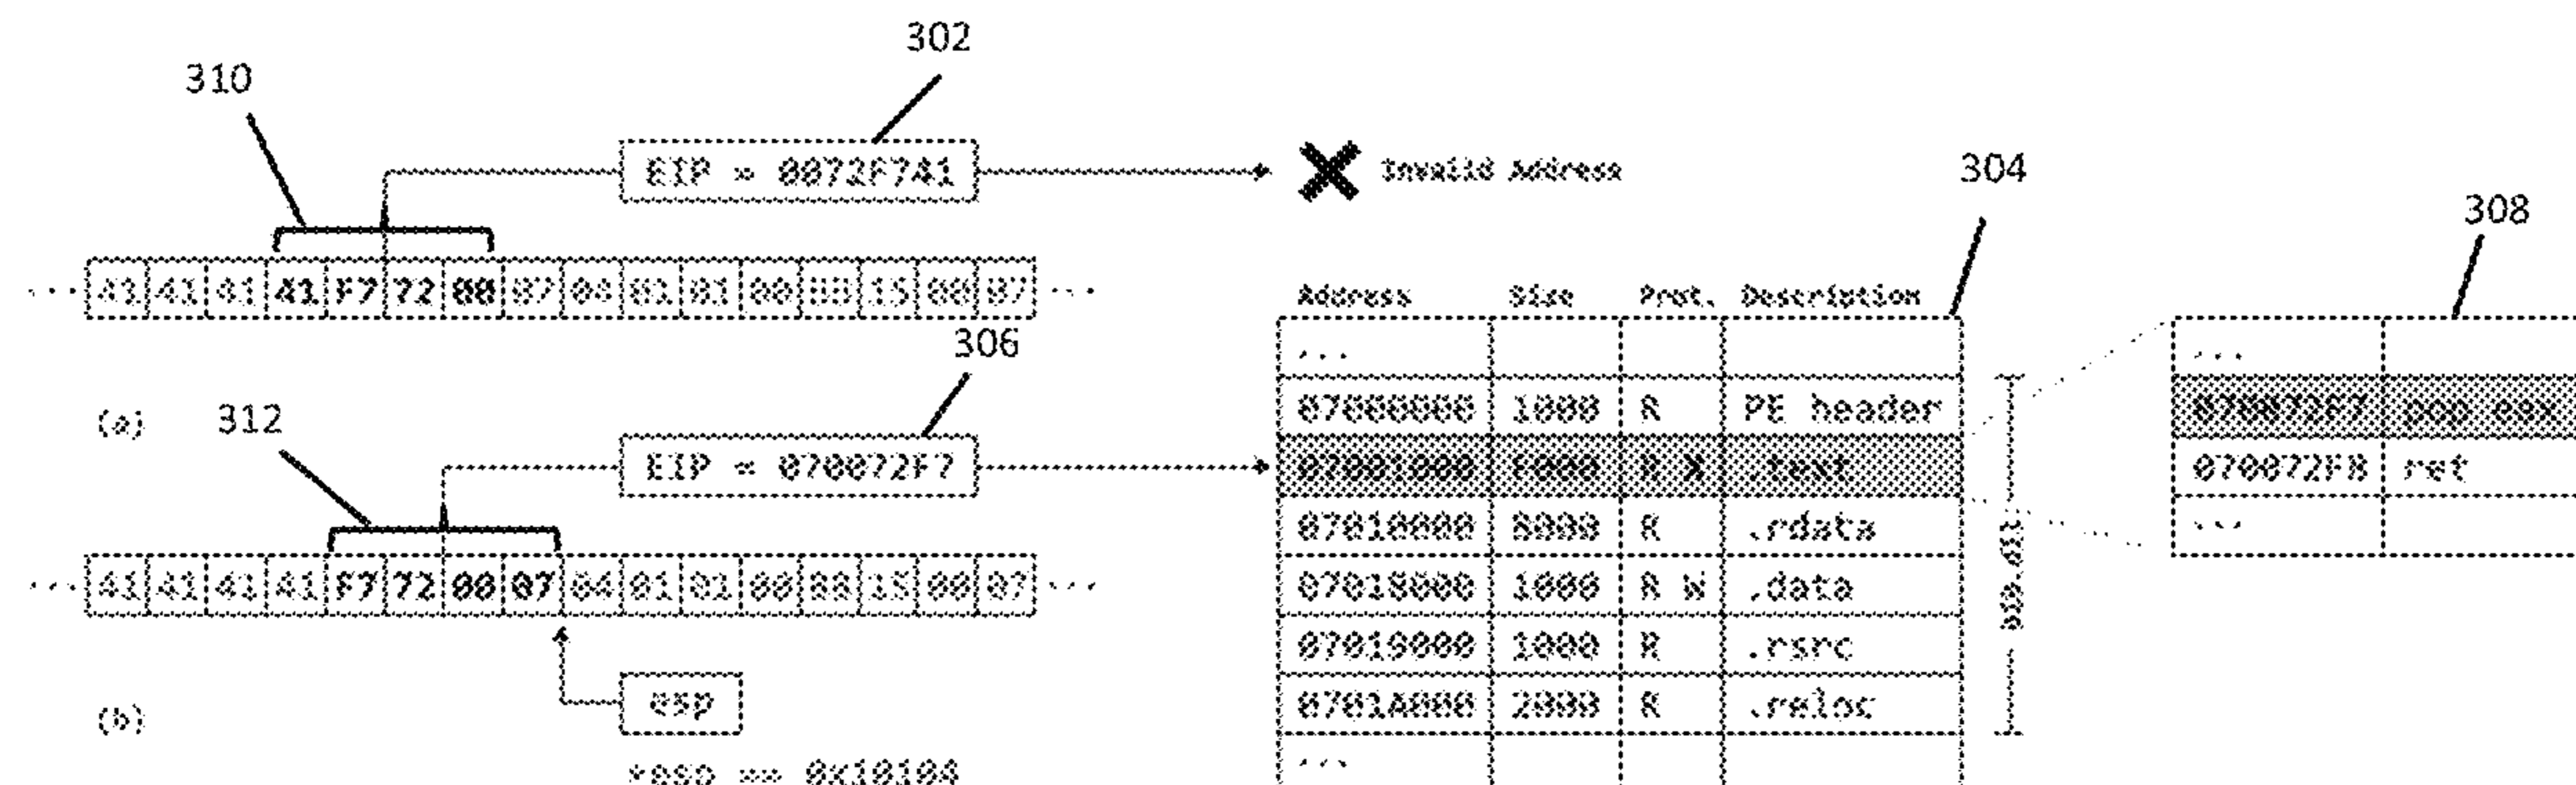 302
310
EIP = 0072F741
Invalid Address
304
308
... 41 41 41 41 F7 72 00 07 04 01 01 00 8B 15 00 07 ...
Address Size Prot. Description
306
...
...
(a)
312
07000000 1000 R PE header
070072F7 pop eax
EIP = 070072F7
07001000 F000 R X .text
070072F8 ret
07010000 8000 R .rdata
...
... 41 41 41 41 F7 72 00 07 04 01 01 00 8B 15 00 07 ...
07018000 1000 R W .data
07019000 1000 R .rsrc
esp
0701A000 2000 R .reloc
(b)
*esp == 0x10104
...